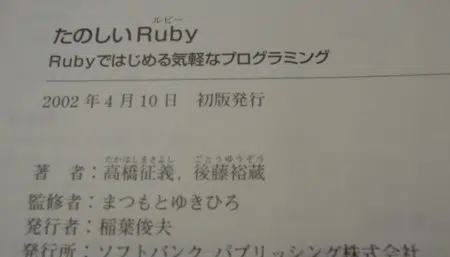 ルビー
たのしいRuby
Rubyではじめる気軽なプログラミング
2002年4月10日 初版発行
たかはしまさよし ごとうゆうぞう
著 者：高橋征義，後藤裕蔵
監修者：まつもとゆきひろ
発行者：稲葉俊夫
発行所：ソフトバンク パブリッシング株式会社